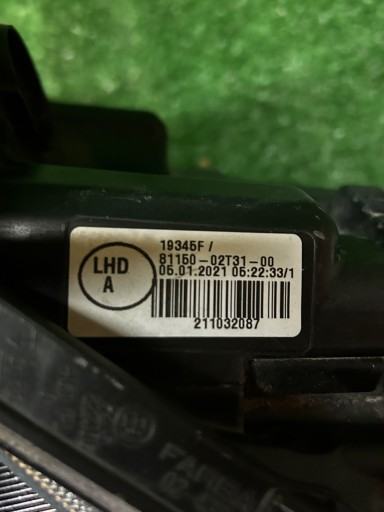 LHD
A
19345F /
81150-02T31-00
05.01.2021 05:22:33/1
211032087